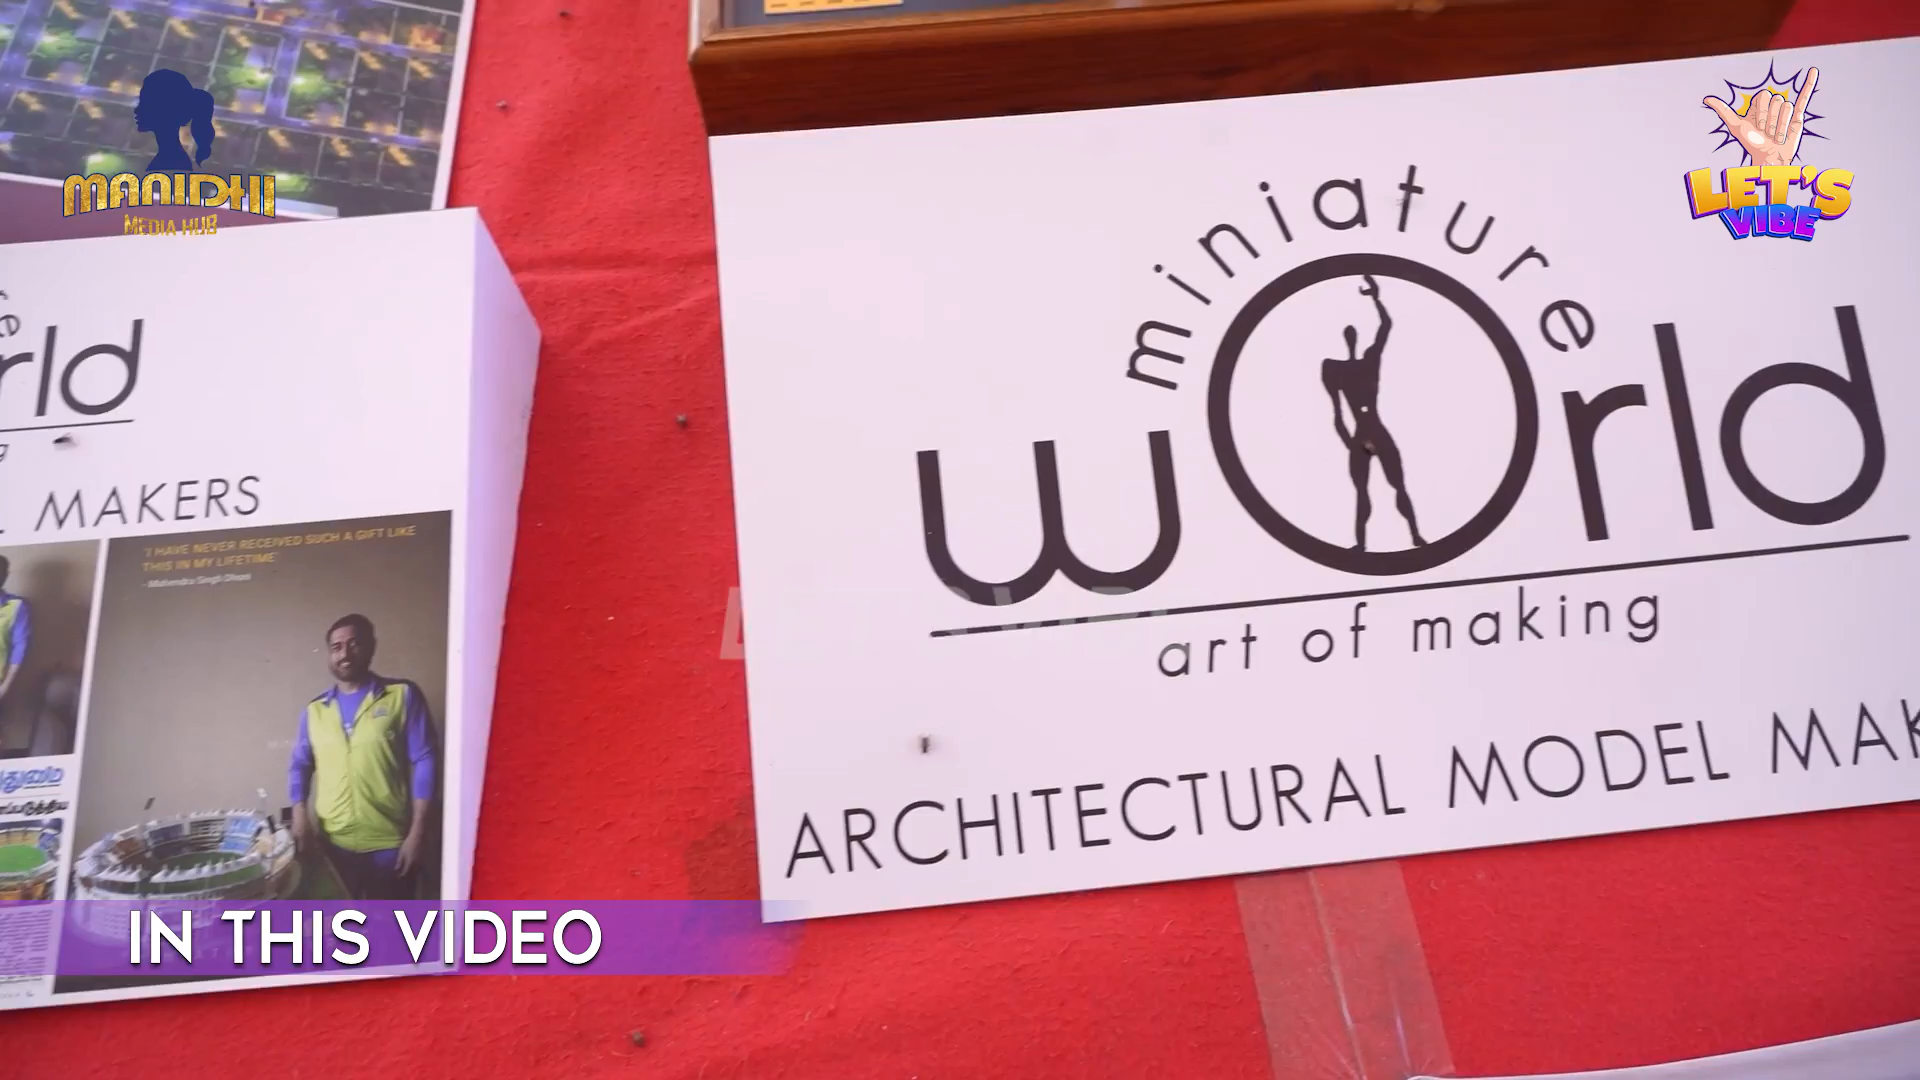 MAAIDHI
MEDIA HUB
LET'S
VIBE
miniature
world
art of making
ARCHITECTURAL MODEL MAK
e
rld
g
MAKERS
'I HAVE NEVER RECEIVED SUCH A GIFT LIKE
THIS IN MY LIFETIME'
- Mahendra Singh Dhoni
IN THIS VIDEO